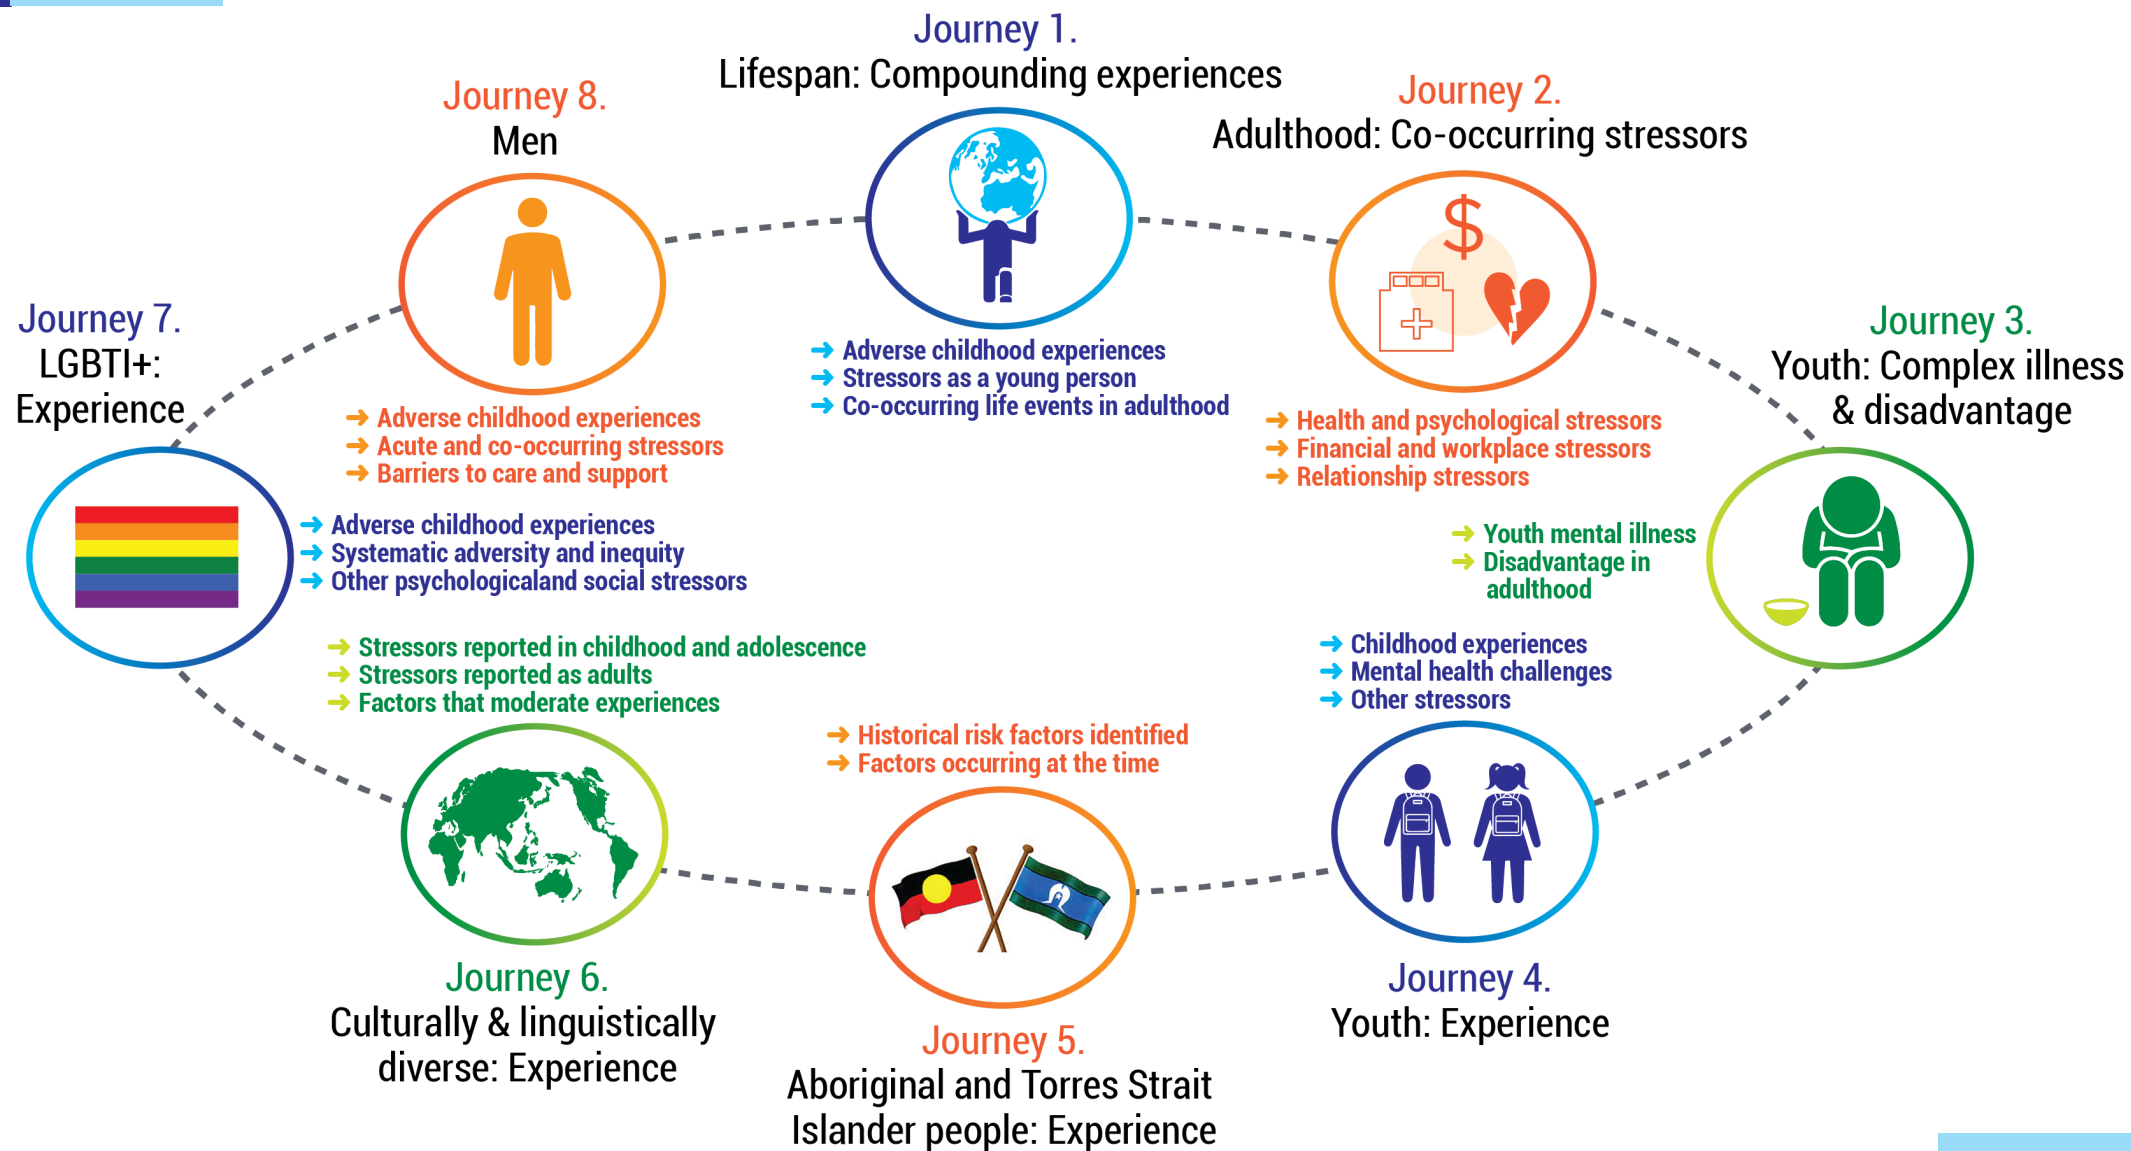 Journey 1.
Lifespan: Compounding experiences
Adverse childhood experiences
Stressors as a young person
Co-occurring life events in adulthood
Journey 2.
Adulthood: Co-occurring stressors
$
Health and psychological stressors
Financial and workplace stressors
Relationship stressors
Journey 3.
Youth: Complex illness
& disadvantage
Youth mental illness
Disadvantage in
adulthood
Childhood experiences
Mental health challenges
Other stressors
Journey 4.
Youth: Experience
Historical risk factors identified
Factors occurring at the time
Journey 5.
Aboriginal and Torres Strait
Islander people: Experience
Stressors reported in childhood and adolescence
Stressors reported as adults
Factors that moderate experiences
Journey 6.
Culturally & linguistically
diverse: Experience
Journey 7.
LGBTI+:
Experience
Adverse childhood experiences
Systematic adversity and inequity
Other psychologicaland social stressors
Journey 8.
Men
Adverse childhood experiences
Acute and co-occurring stressors
Barriers to care and support